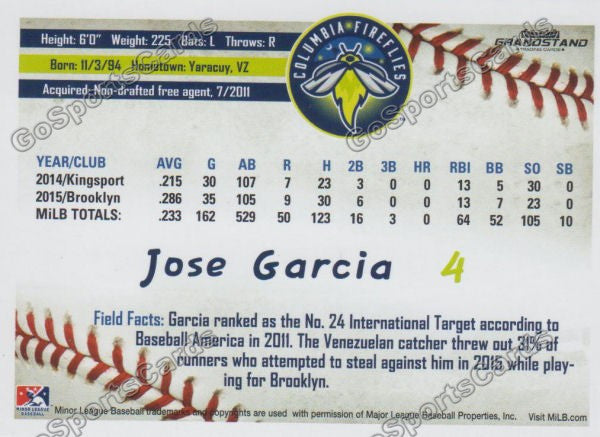 Height: 6'0" Weight: 225 Bats: L Throws: R
Born: 11/3/94 Hometown: Yaracuy, VZ
Acquired: Non-drafted free agent, 7/2011
COLUMBIA FIREFLIES
GRANDSTAND
TRADING CARDS
YEAR/CLUB AVG G AB R H 2B 3B HR RBI BB SO SB
2014/Kingsport .215 30 107 7 23 3 0 0 13 5 30 0
2015/Brooklyn .286 35 105 9 30 6 0 0 13 7 23 0
MiLB TOTALS: .233 162 529 50 123 16 3 0 64 52 105 10
Jose Garcia 4
Field Facts: Garcia ranked as the No. 24 International Target according to
Baseball America in 2011. The Venezuelan catcher threw out 31% of
runners who attempted to steal against him in 2015 while play-
ing for Brooklyn.
MINOR LEAGUE
BASEBALL
Minor League Baseball trademarks and copyrights are used with permission of Major League Baseball Properties, Inc. Visit MiLB.com
GoSportsCards
GoSportsCards
GoSportsCards
GoSportsCards
GoSportsCards
GoSportsCards